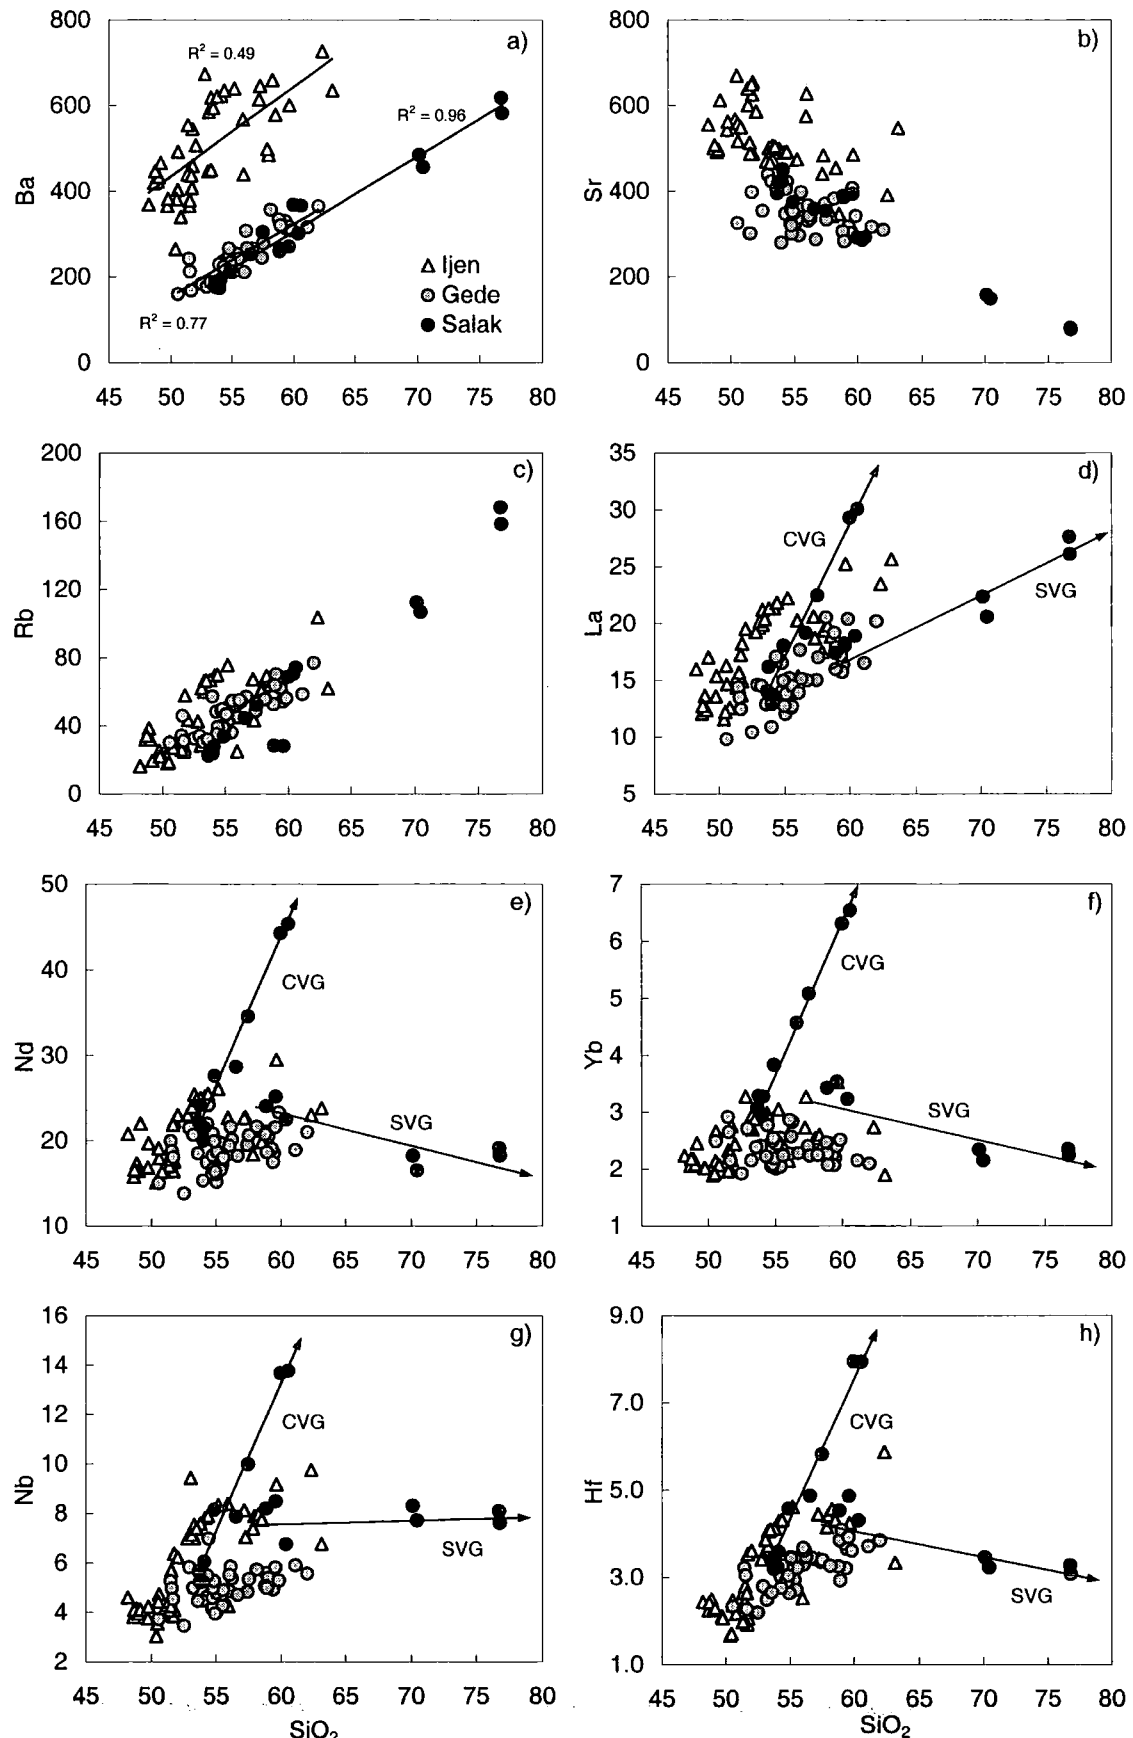 800
a)
R² = 0.49
600
R² = 0.96
Ba
400
Ijen
200
Gede
Salak
R² = 0.77
0
45 50 55 60 65 70 75 80
800
b)
600
Sr
400
200
0
45 50 55 60 65 70 75 80
200
c)
160
120
Rb
80
40
0
45 50 55 60 65 70 75 80
35
d)
30
CVG
25
La
20
SVG
15
10
5
45 50 55 60 65 70 75 80
50
e)
40
CVG
Nd
30
SVG
20
10
45 50 55 60 65 70 75 80
7
f)
6
CVG
5
Yb
4
3
SVG
2
1
45 50 55 60 65 70 75 80
16
g)
14
12
CVG
10
Nb
8
SVG
6
4
2
45 50 55 60 65 70 75 80
SiO₂
9.0
h)
7.0
CVG
5.0
Hf
3.0
SVG
1.0
45 50 55 60 65 70 75 80
SiO₂